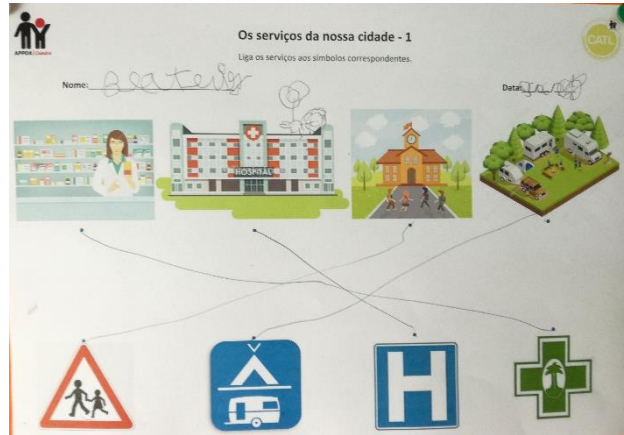 Os serviços da nossa cidade - 1
CATL
APPDA Coimbra
Liga os serviços aos símbolos correspondentes.
Nome:
Data:
HOSPITAL
H